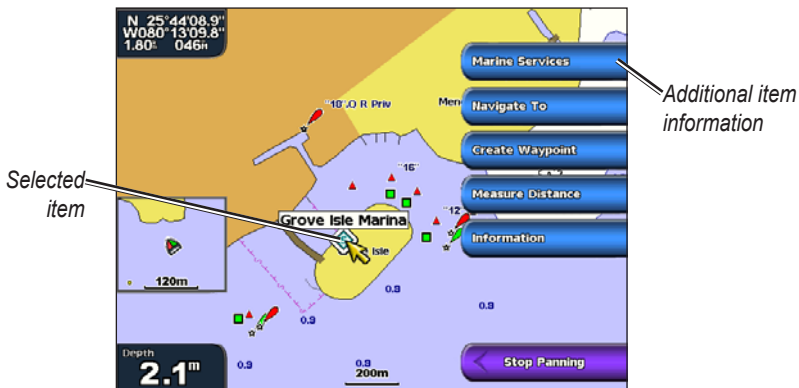 N 25°44'08.9"
W080°13'09.8"
1.80 046
Marine Services
Additional item
information
"10",O R Priv
Navigate To
Create Waypoint
"16"
Selected
item
Measure Distance
"12"
Grove Isle Marina
Isle
Information
120m
0.9
0.9
0.9
Depth
2.1m
0.9
0.9
200m
Stop Panning